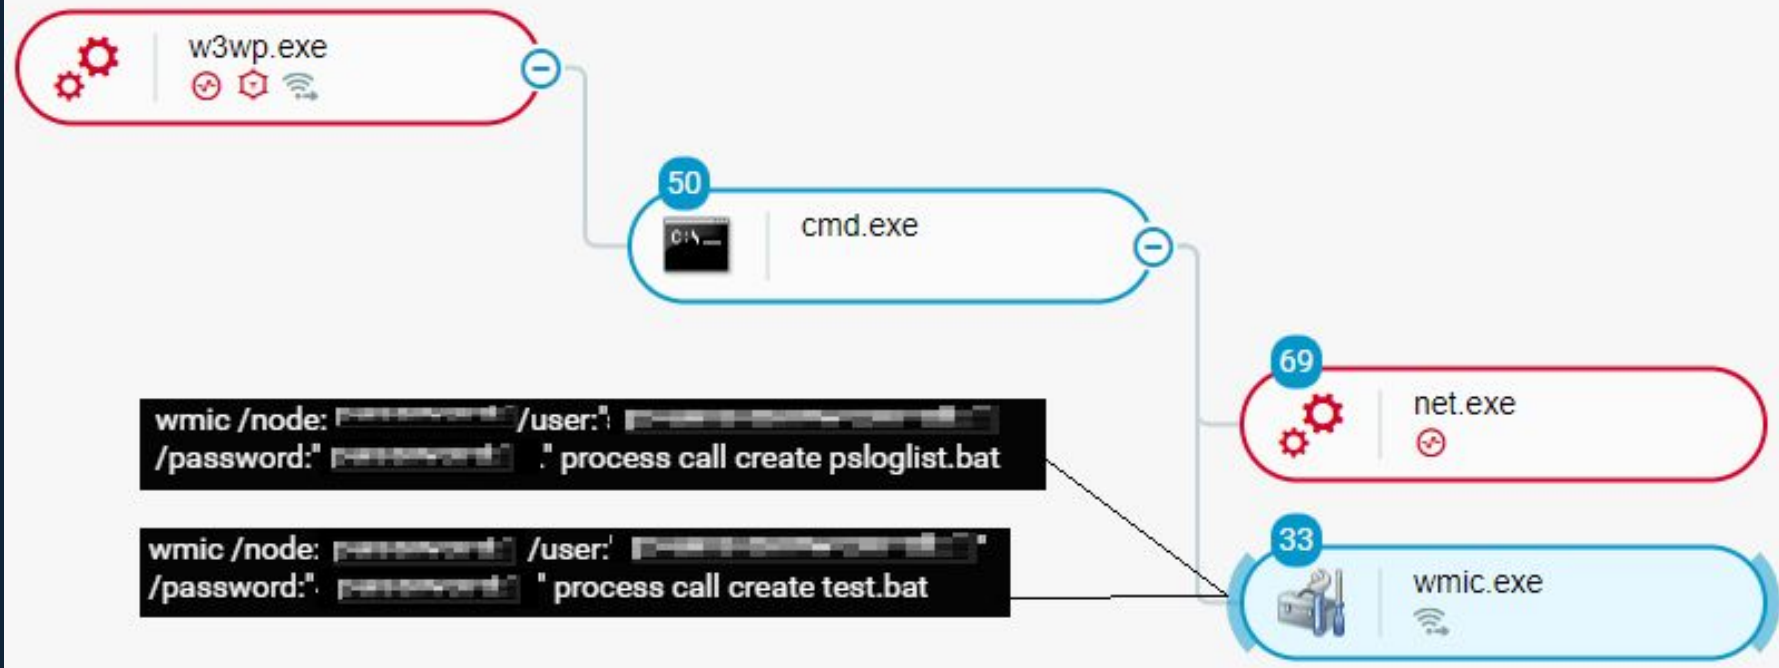 w3wp.exe
50
cmd.exe
69
net.exe
wmic /node: /user:"
/password:" ." process call create psloglist.bat
33
wmic /node: /user:' "
/password:". " process call create test.bat
wmic.exe